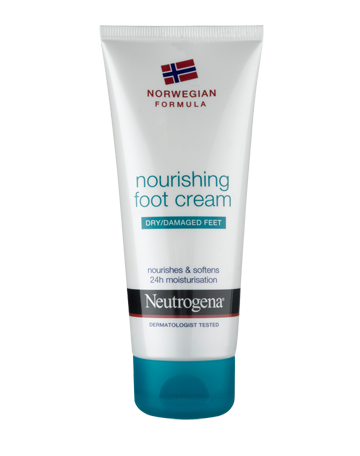 NORWEGIAN
FORMULA
nourishing
foot cream
DRY/DAMAGED FEET
nourishes & softens
24h moisturisation
Neutrogena®
DERMATOLOGIST TESTED